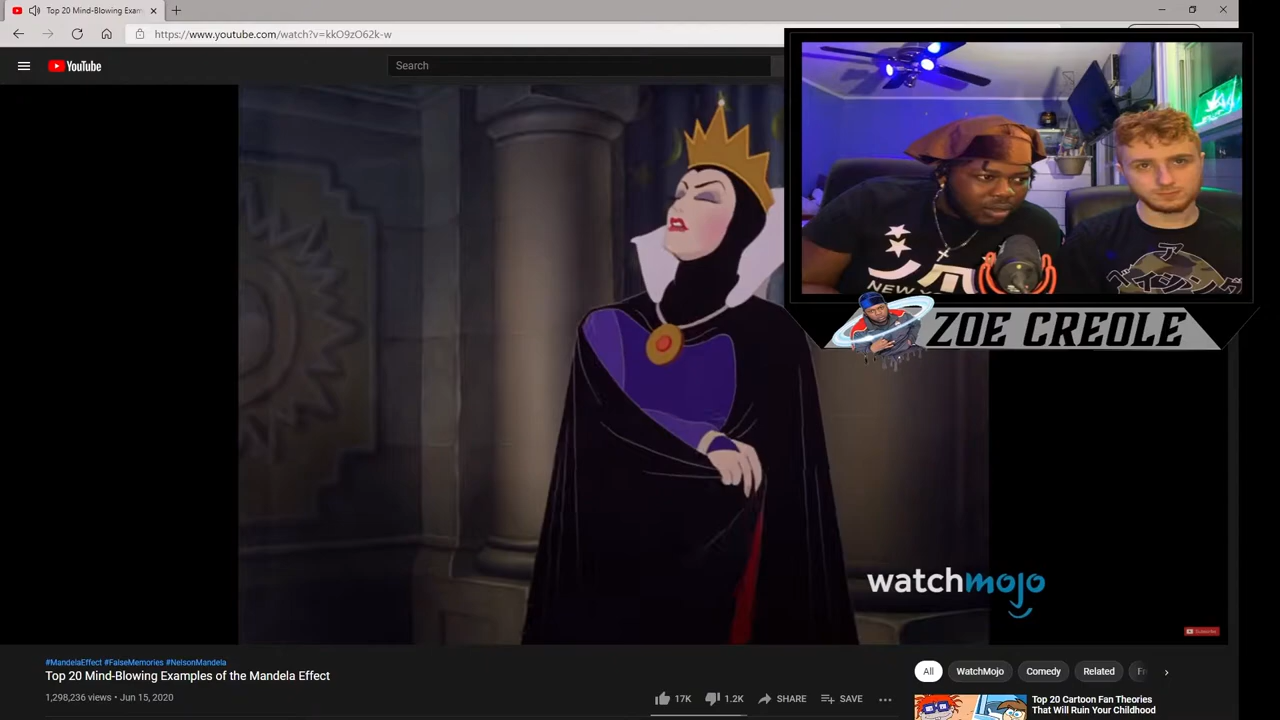 Top 20 Mind-Blowing Exam
https://www.youtube.com/watch?v=kkO9zO62k-w
YouTube
Search
NEW
ZOE CREOLE
watchmojo
Subscribe
#MandelaEffect #FalseMemories #NelsonMandela
Top 20 Mind-Blowing Examples of the Mandela Effect
1,298,236 views • Jun 15, 2020
17K
1.2K
SHARE
SAVE
All
WatchMojo
Comedy
Related
Top 20 Cartoon Fan Theories
That Will Ruin Your Childhood